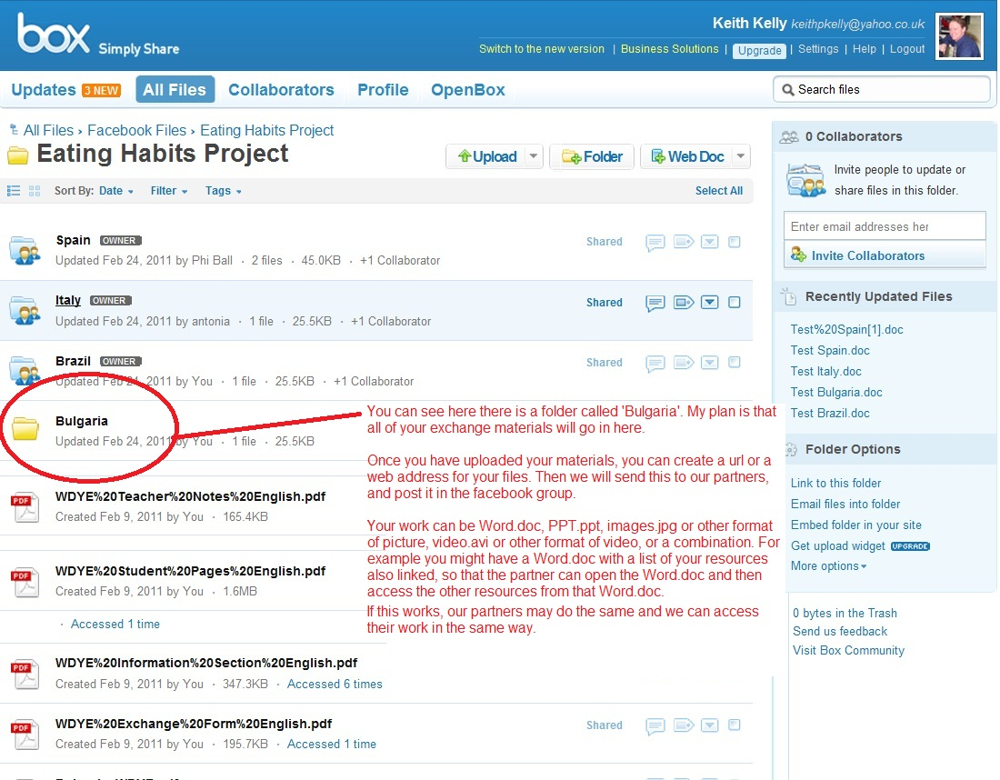 box Simply Share
Keith Kelly keithpkelly@yahoo.co.uk
Switch to the new version | Business Solutions | Upgrade | Settings | Help | Logout
Updates 3 NEW All Files Collaborators Profile OpenBox
Search files
All Files › Facebook Files › Eating Habits Project
Eating Habits Project
Upload Folder Web Doc
Sort By: Date Filter Tags Select All
Spain OWNER
Updated Feb 24, 2011 by Phi Ball · 2 files · 45.0KB · +1 Collaborator
Shared
Italy OWNER
Updated Feb 24, 2011 by antonia · 1 file · 25.5KB · +1 Collaborator
Shared
Brazil OWNER
Updated Feb 24, 2011 by You · 1 file · 25.5KB · +1 Collaborator
Shared
Bulgaria
Updated Feb 24, 2011 by You · 1 file · 25.5KB
You can see here there is a folder called 'Bulgaria'. My plan is that
all of your exchange materials will go in here.
Once you have uploaded your materials, you can create a url or a
web address for your files. Then we will send this to our partners,
and post it in the facebook group.
Your work can be Word.doc, PPT.ppt, images.jpg or other format
of picture, video.avi or other format of video, or a combination. For
example you might have a Word.doc with a list of your resources
also linked, so that the partner can open the Word.doc and then
access the other resources from that Word.doc.
If this works, our partners may do the same and we can access
their work in the same way.
PDF
WDYE%20Teacher%20Notes%20English.pdf
Created Feb 9, 2011 by You · 165.4KB
PDF
WDYE%20Student%20Pages%20English.pdf
Created Feb 9, 2011 by You · 1.6MB
· Accessed 1 time
PDF
WDYE%20Information%20Section%20English.pdf
Created Feb 9, 2011 by You · 347.3KB · Accessed 6 times
PDF
WDYE%20Exchange%20Form%20English.pdf
Created Feb 9, 2011 by You · 195.7KB · Accessed 1 time
Shared
0 Collaborators
Invite people to update or
share files in this folder.
Enter email addresses her
Invite Collaborators
Recently Updated Files
Test%20Spain[1].doc
Test Spain.doc
Test Italy.doc
Test Bulgaria.doc
Test Brazil.doc
Folder Options
Link to this folder
Email files into folder
Embed folder in your site
Get upload widget UPGRADE
More options
0 bytes in the Trash
Send us feedback
Visit Box Community